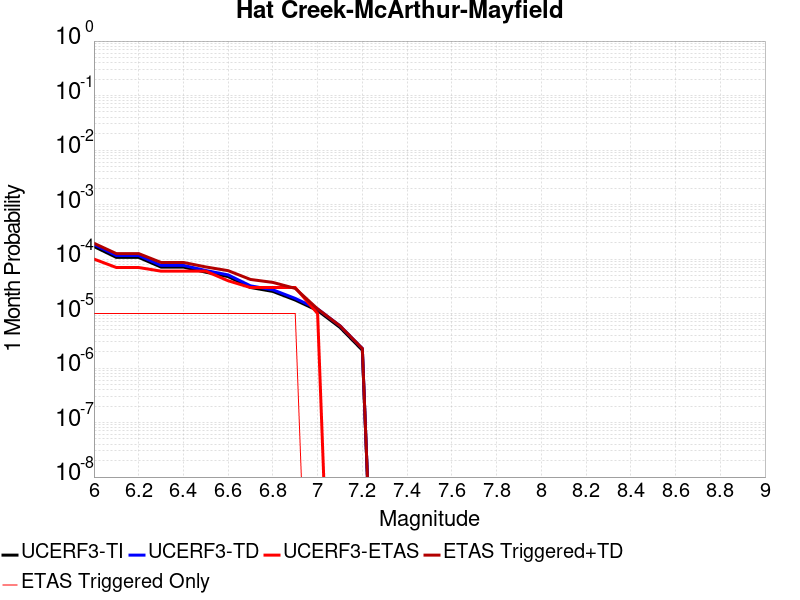 Hat Creek-McArthur-Mayfield
10^0
10^-1
10^-2
10^-3
10^-4
10^-5
10^-6
10^-7
10^-8
1 Month Probability
6 6.2 6.4 6.6 6.8 7 7.2 7.4 7.6 7.8 8 8.2 8.4 8.6 8.8 9
Magnitude
UCERF3-TI UCERF3-TD UCERF3-ETAS ETAS Triggered+TD
ETAS Triggered Only